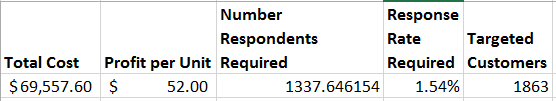 Number Response
Respondents Rate Targeted
Total Cost Profit per Unit Required Required Customers
$69,557.60 $ 52.00 1337.646154 1.54% 1863